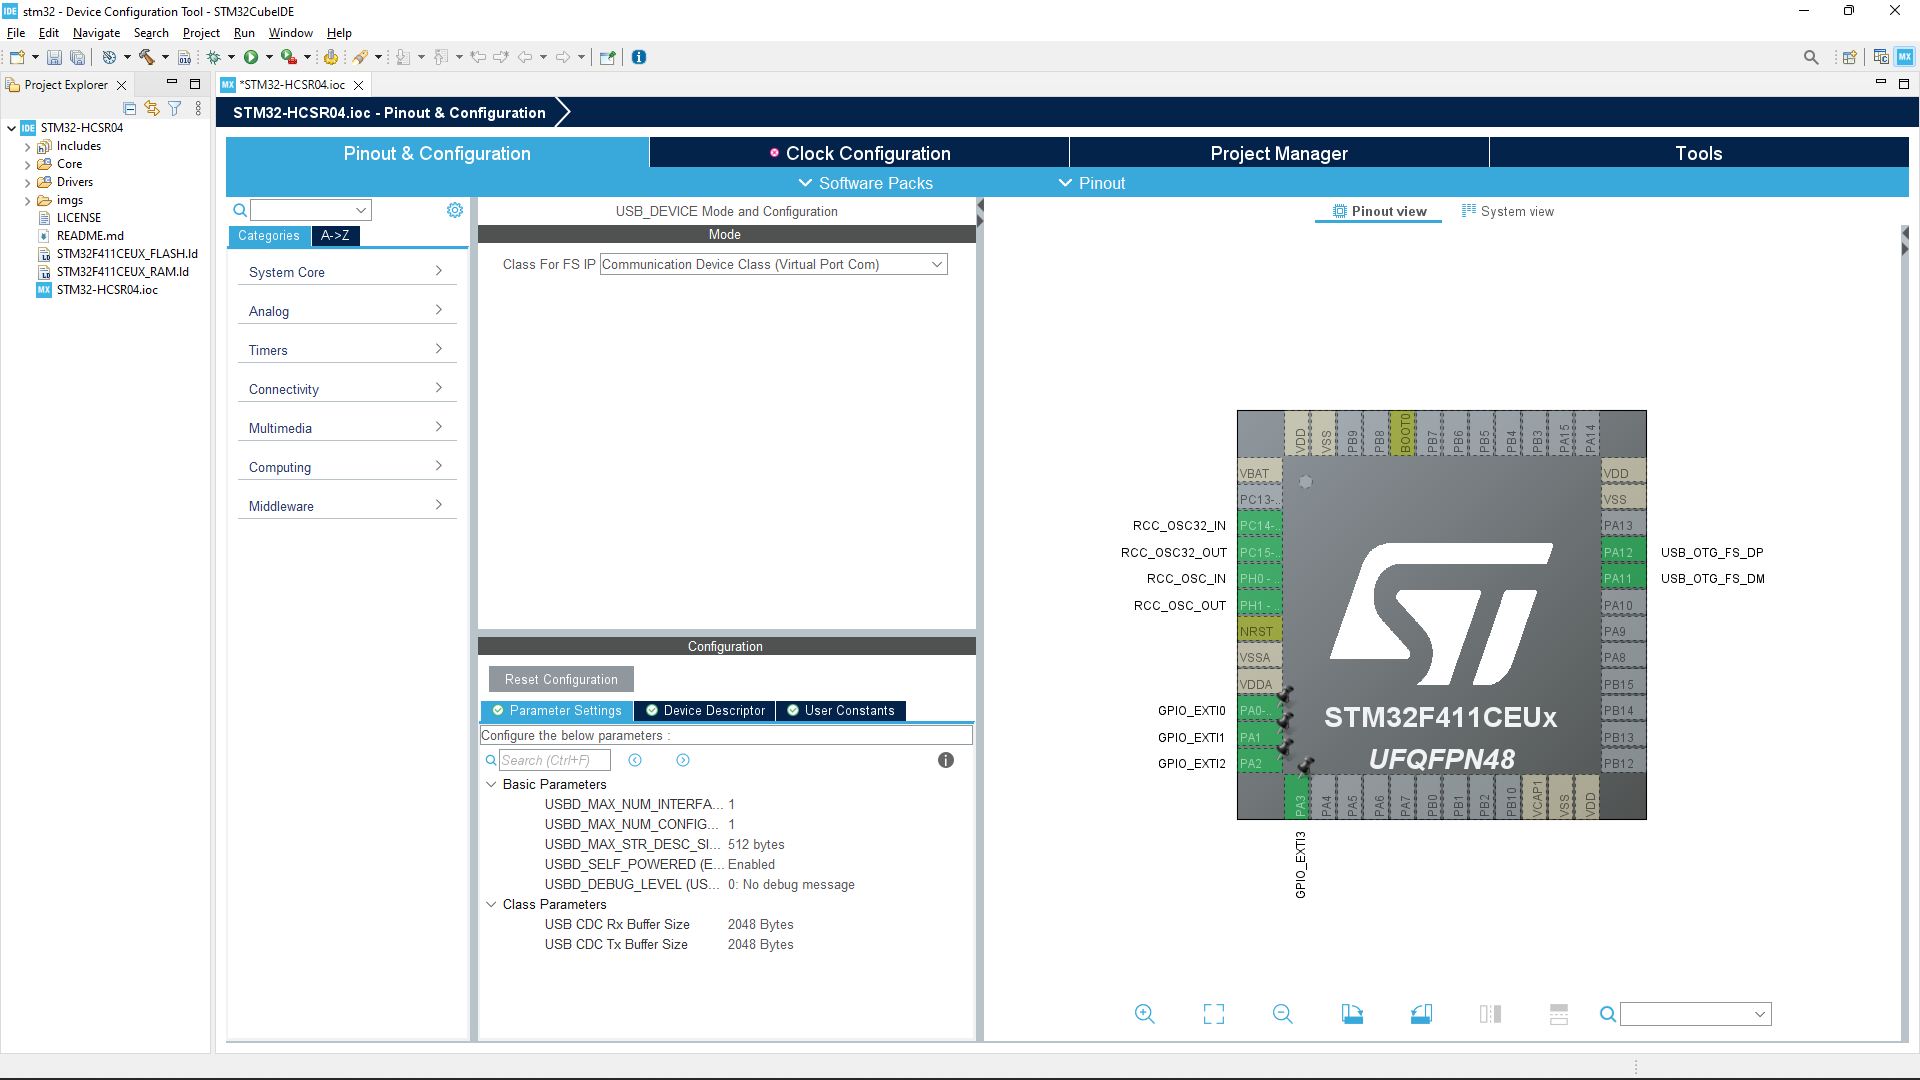 stm32 - Device Configuration Tool - STM32CubeIDE
File Edit Navigate Search Project Run Window Help
Project Explorer
*STM32-HCSR04.ioc
STM32-HCSR04.ioc - Pinout & Configuration
STM32-HCSR04
Includes
Core
Drivers
imgs
LICENSE
README.md
STM32F411CEUX_FLASH.ld
STM32F411CEUX_RAM.ld
STM32-HCSR04.ioc
Pinout & Configuration
Clock Configuration
Project Manager
Tools
Software Packs
Pinout
Categories
A->Z
System Core
Analog
Timers
Connectivity
Multimedia
Computing
Middleware
USB_DEVICE Mode and Configuration
Mode
Class For FS IP Communication Device Class (Virtual Port Com)
Configuration
Reset Configuration
Parameter Settings
Device Descriptor
User Constants
Configure the below parameters :
Search (Ctrl+F)
Basic Parameters
USBD_MAX_NUM_INTERFA... 1
USBD_MAX_NUM_CONFIG... 1
USBD_MAX_STR_DESC_SI... 512 bytes
USBD_SELF_POWERED (E... Enabled
USBD_DEBUG_LEVEL (US... 0: No debug message
Class Parameters
USB CDC Rx Buffer Size 2048 Bytes
USB CDC Tx Buffer Size 2048 Bytes
Pinout view
System view
VDD VSS PB9 PB8 BOOT0 PB7 PB6 PB5 PB4 PB3 PA15 PA14
VBAT
PC13-..
RCC_OSC32_IN PC14-..
RCC_OSC32_OUT PC15-..
RCC_OSC_IN PH0 - ..
RCC_OSC_OUT PH1 - ..
NRST
VSSA
VDDA
GPIO_EXTI0 PA0-..
GPIO_EXTI1 PA1
GPIO_EXTI2 PA2
VDD
VSS
PA13
PA12 USB_OTG_FS_DP
PA11 USB_OTG_FS_DM
PA10
PA9
PA8
PB15
PB14
PB13
PB12
ST
STM32F411CEUx
UFQFPN48
PA3 PA4 PA5 PA6 PA7 PB0 PB1 PB2 PB10 VCAP1 VSS VDD
GPIO_EXTI3